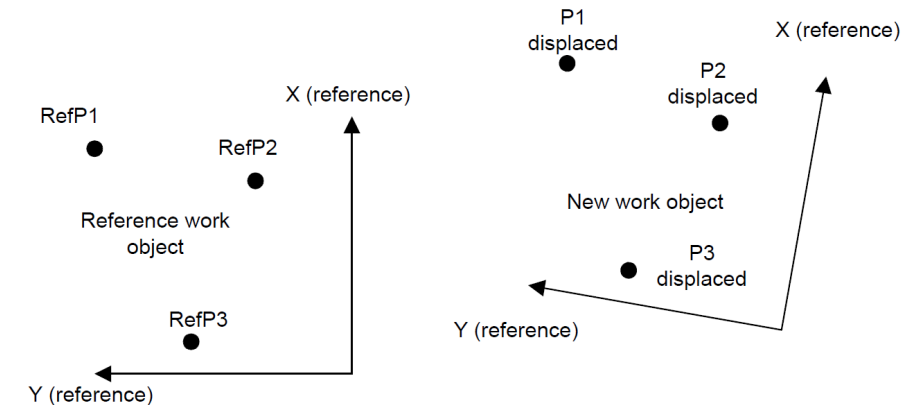 X (reference)
RefP1
RefP2
Reference work
object
RefP3
Y (reference)
P1
displaced
X (reference)
P2
displaced
New work object
P3
displaced
Y (reference)